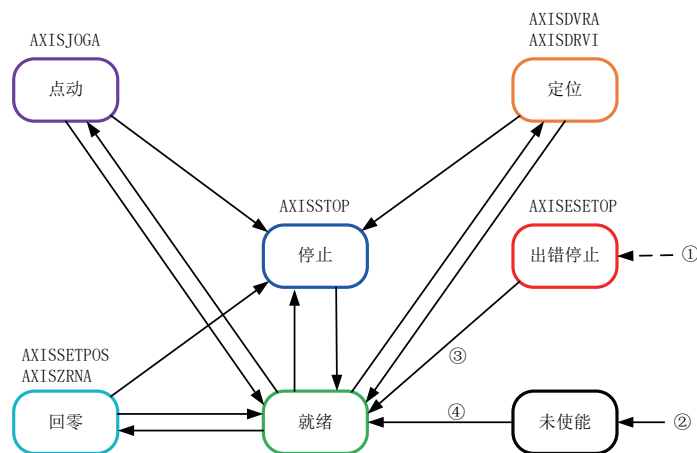 AXISDVRA
AXISJOGA
AXISDRVI
点动
定位
AXISSTOP
AXISESETOP
停止
出错停止
①
AXISSETPOS
③
AXISZRNA
④
回零
就绪
未使能
②